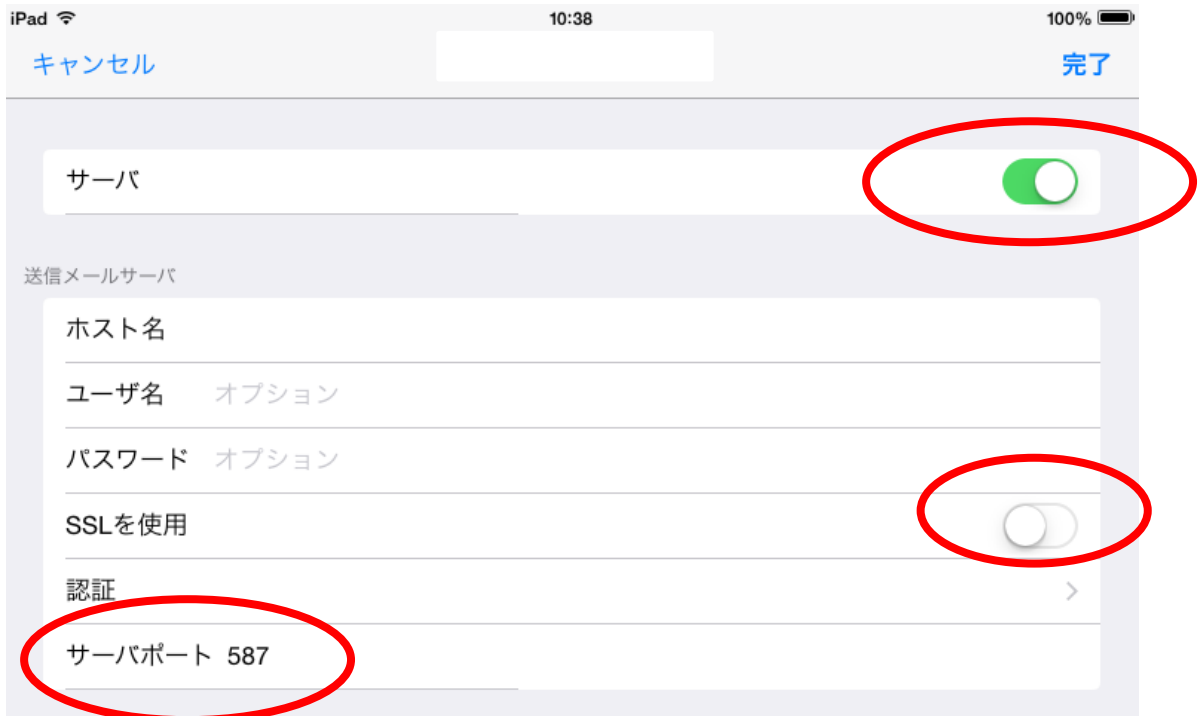 iPad 10:38 100%
キャンセル 完了
サーバ
送信メールサーバ
ホスト名
ユーザ名 オプション
パスワード オプション
SSLを使用
認証
サーバポート 587